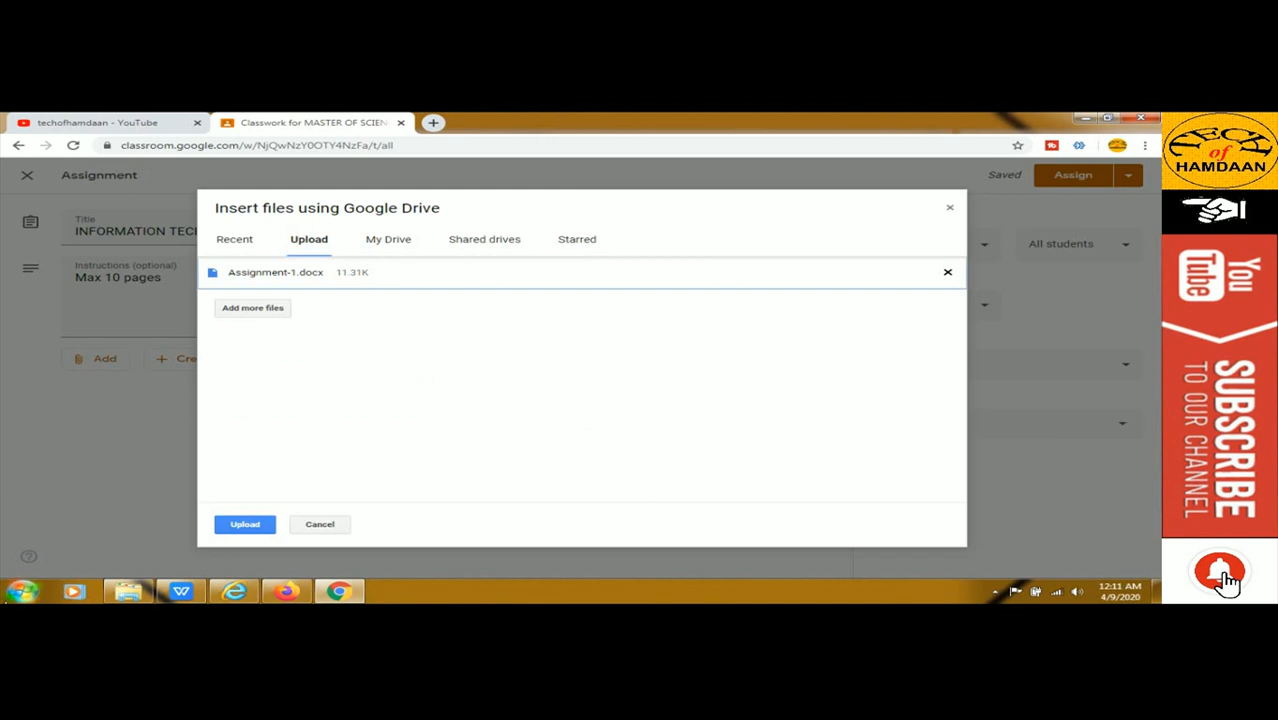 techofhamdaan - YouTube
Classwork for MASTER OF SCIEN
classroom.google.com/w/NjQwNzY0OTY4NzFa/t/all
Assignment
Saved
Assign
Title
INFORMATION TECH
Instructions (optional)
Max 10 pages
Add
Cre
All students
Insert files using Google Drive
Recent
Upload
My Drive
Shared drives
Starred
Assignment-1.docx
11.31K
Add more files
Upload
Cancel
12:11 AM
4/9/2020
TECH
of
HAMDAAN
You
Tube
SUBSCRIBE
TO OUR CHANNEL